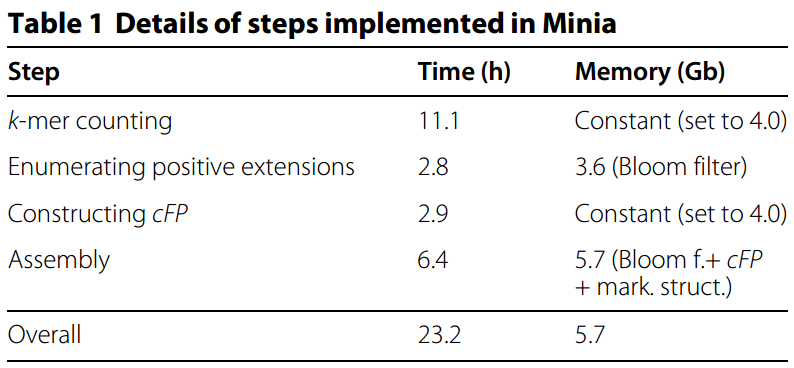 Table 1 Details of steps implemented in Minia
Step Time (h) Memory (Gb)
k-mer counting 11.1 Constant (set to 4.0)
Enumerating positive extensions 2.8 3.6 (Bloom filter)
Constructing cFP 2.9 Constant (set to 4.0)
Assembly 6.4 5.7 (Bloom f.+ cFP
+ mark. struct.)
Overall 23.2 5.7